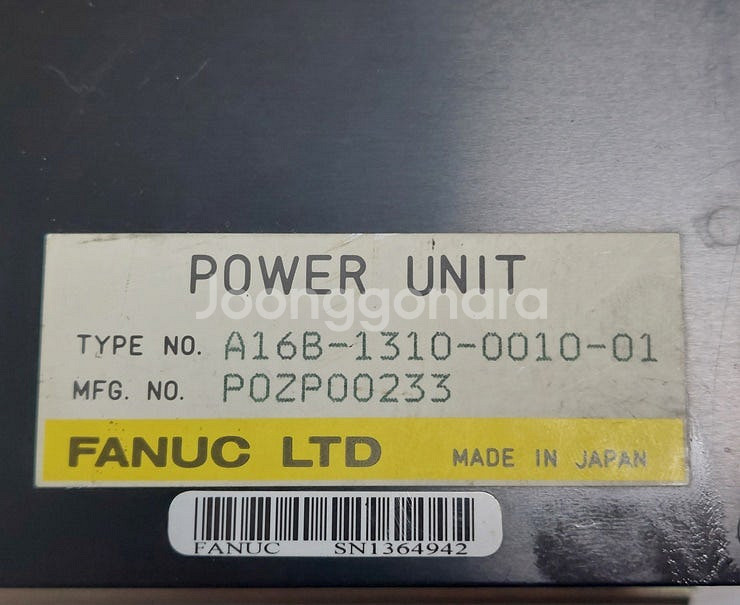 POWER UNIT
Joonggonara
TYPE NO. A16B-1310-0010-01
MFG. NO. P0ZP00233
FANUC LTD MADE IN JAPAN
FANUC SN1364942